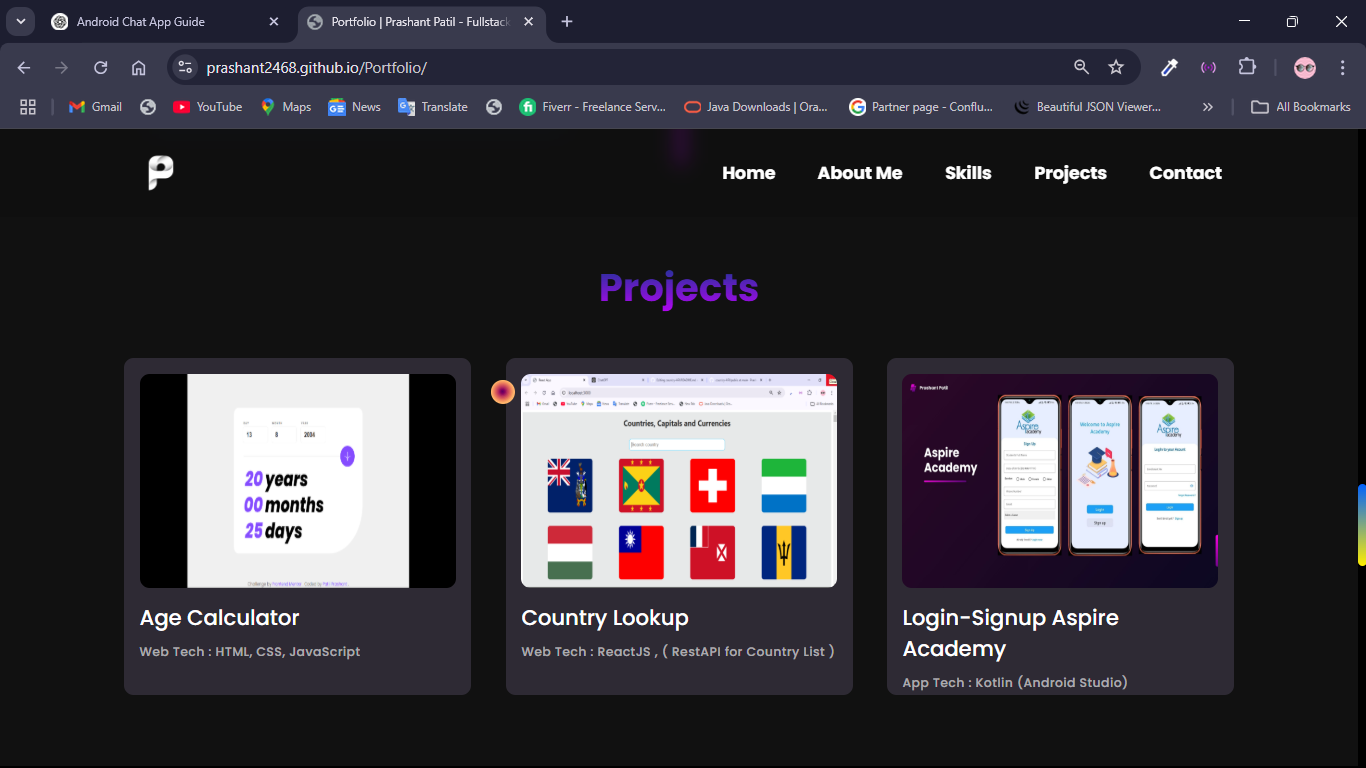 Android Chat App Guide
Portfolio | Prashant Patil - Fullstack
prashant2468.github.io/Portfolio/
Gmail
YouTube
Maps
News
Translate
Fiverr - Freelance Serv...
Java Downloads | Ora...
Partner page - Conflu...
Beautiful JSON Viewer...
All Bookmarks
Home
About Me
Skills
Projects
Contact
Projects
DAY MONTH YEAR
13 8 2004
20 years
00 months
25 days
Age Calculator
Web Tech : HTML, CSS, JavaScript
Countries, Capitals and Currencies
Search country
Country Lookup
Web Tech : ReactJS , ( RestAPI for Country List )
Prashant Patil
Aspire
Academy
Aspire
academy
Sign Up
Welcome to Aspire
Academy
Login
Sign up
Aspire
academy
Login-Signup Aspire
Academy
App Tech : Kotlin (Android Studio)